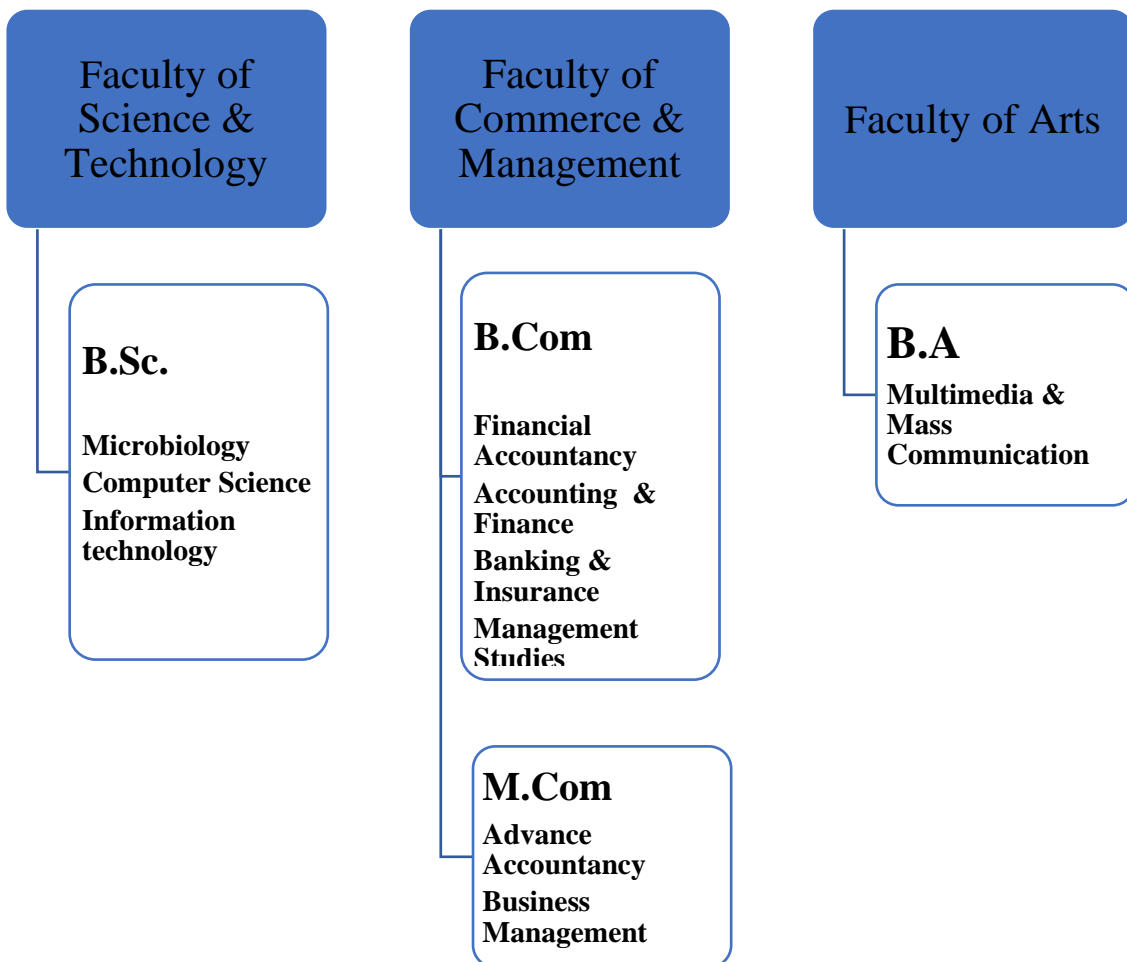 Faculty of
Science &
Technology
B.Sc.
Microbiology
Computer Science
Information
technology
Faculty of
Commerce &
Management
B.Com
Financial
Accountancy
Accounting &
Finance
Banking &
Insurance
Management
Studies
M.Com
Advance
Accountancy
Business
Management
Faculty of Arts
B.A
Multimedia &
Mass
Communication